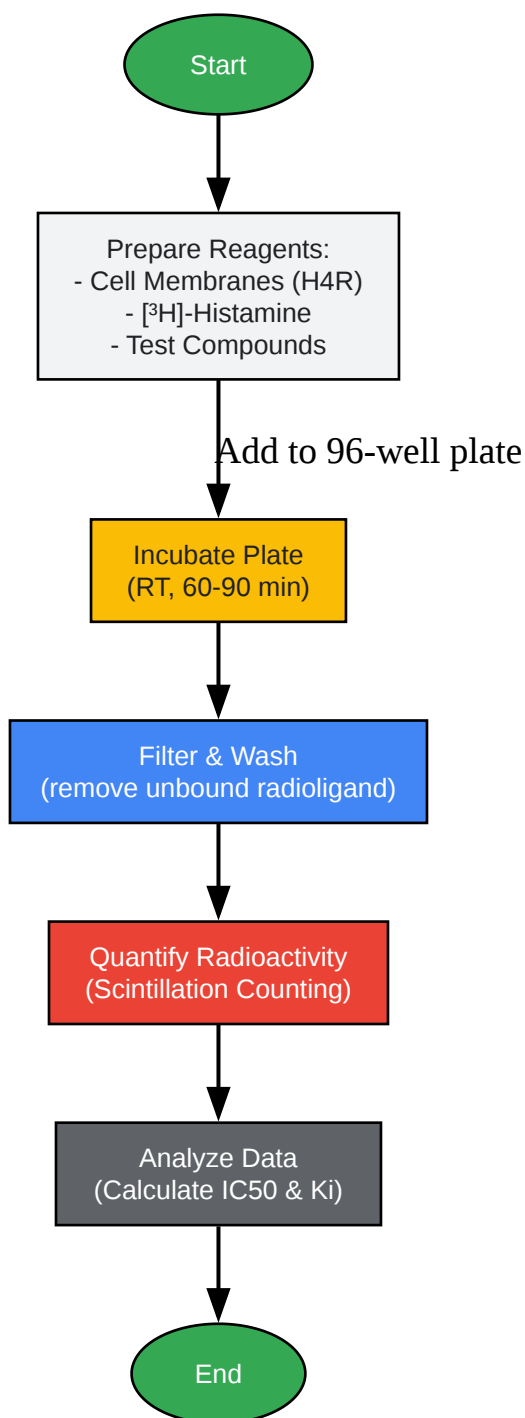 Start
Prepare Reagents:
- Cell Membranes (H4R)
- [³H]-Histamine
- Test Compounds
Add to 96-well plate
Incubate Plate
(RT, 60-90 min)
Filter & Wash
(remove unbound radioligand)
Quantify Radioactivity
(Scintillation Counting)
Analyze Data
(Calculate IC50 & Ki)
End